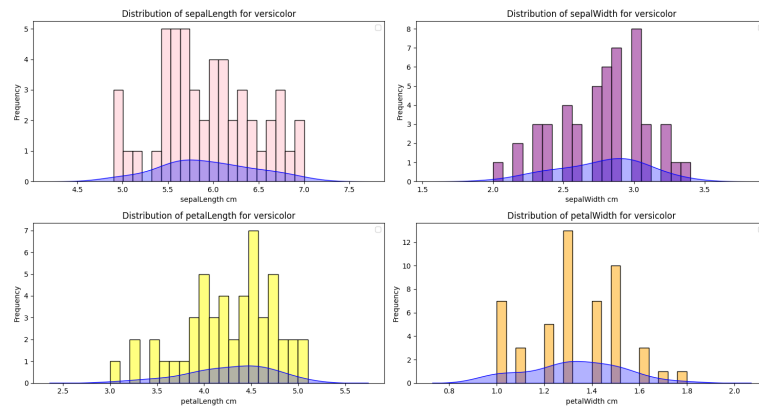 Distribution of sepalLength for versicolor
5
4
3
2
1
0
Frequency
4.5 5.0 5.5 6.0 6.5 7.0 7.5
sepalLength cm
Distribution of sepalWidth for versicolor
8
7
6
5
4
3
2
1
0
Frequency
1.5 2.0 2.5 3.0 3.5
sepalWidth cm
Distribution of petalLength for versicolor
7
6
5
4
3
2
1
0
Frequency
2.5 3.0 3.5 4.0 4.5 5.0 5.5
petalLength cm
Distribution of petalWidth for versicolor
12
10
8
6
4
2
0
Frequency
0.8 1.0 1.2 1.4 1.6 1.8 2.0
petalWidth cm